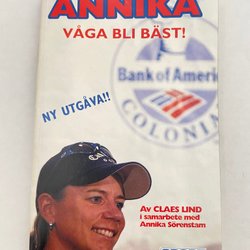 ANNIKA
VÅGA BLI BÄST!
Bank of Americ
COLONIA
NY UTGÅVA!!
Av CLAES LIND
i samarbete med
Annika Sörenstam